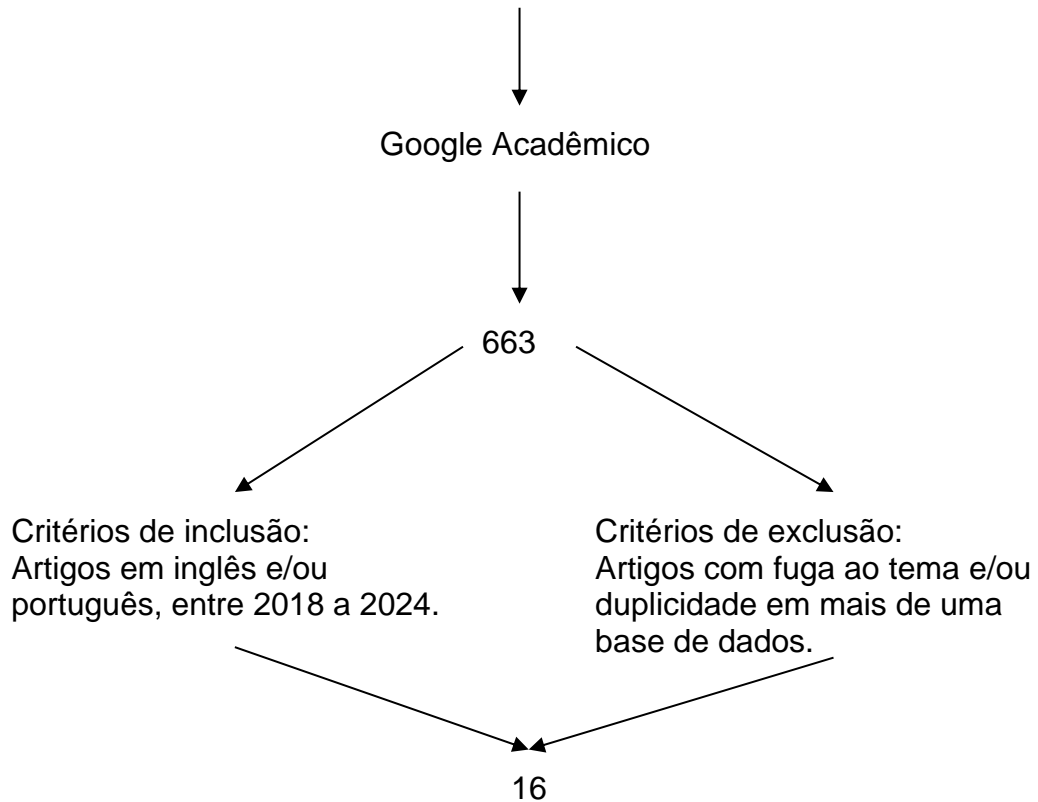 Google Acadêmico
663
Critérios de inclusão:
Artigos em inglês e/ou
português, entre 2018 a 2024.
Critérios de exclusão:
Artigos com fuga ao tema e/ou
duplicidade em mais de uma
base de dados.
16